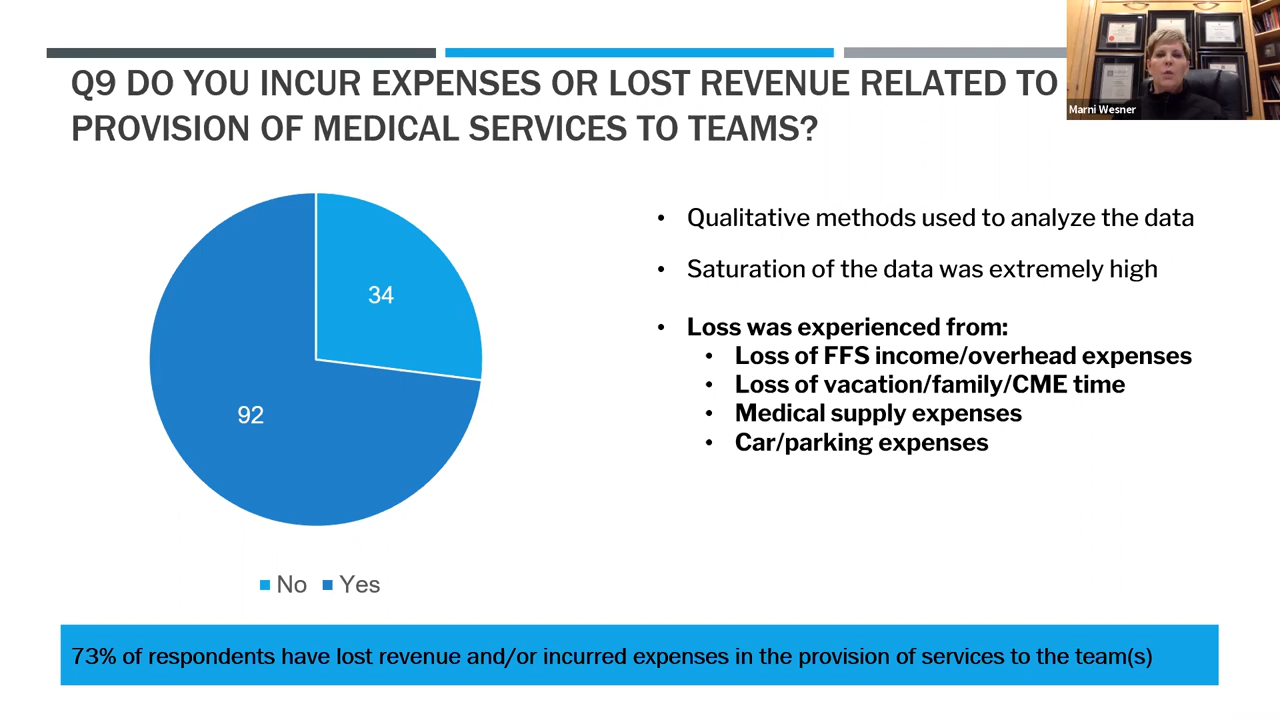 Q9 DO YOU INCUR EXPENSES OR LOST REVENUE RELATED TO
PROVISION OF MEDICAL SERVICES TO TEAMS?
Marni Wesner
34
92
No Yes
• Qualitative methods used to analyze the data
• Saturation of the data was extremely high
• Loss was experienced from:
• Loss of FFS income/overhead expenses
• Loss of vacation/family/CME time
• Medical supply expenses
• Car/parking expenses
73% of respondents have lost revenue and/or incurred expenses in the provision of services to the team(s)